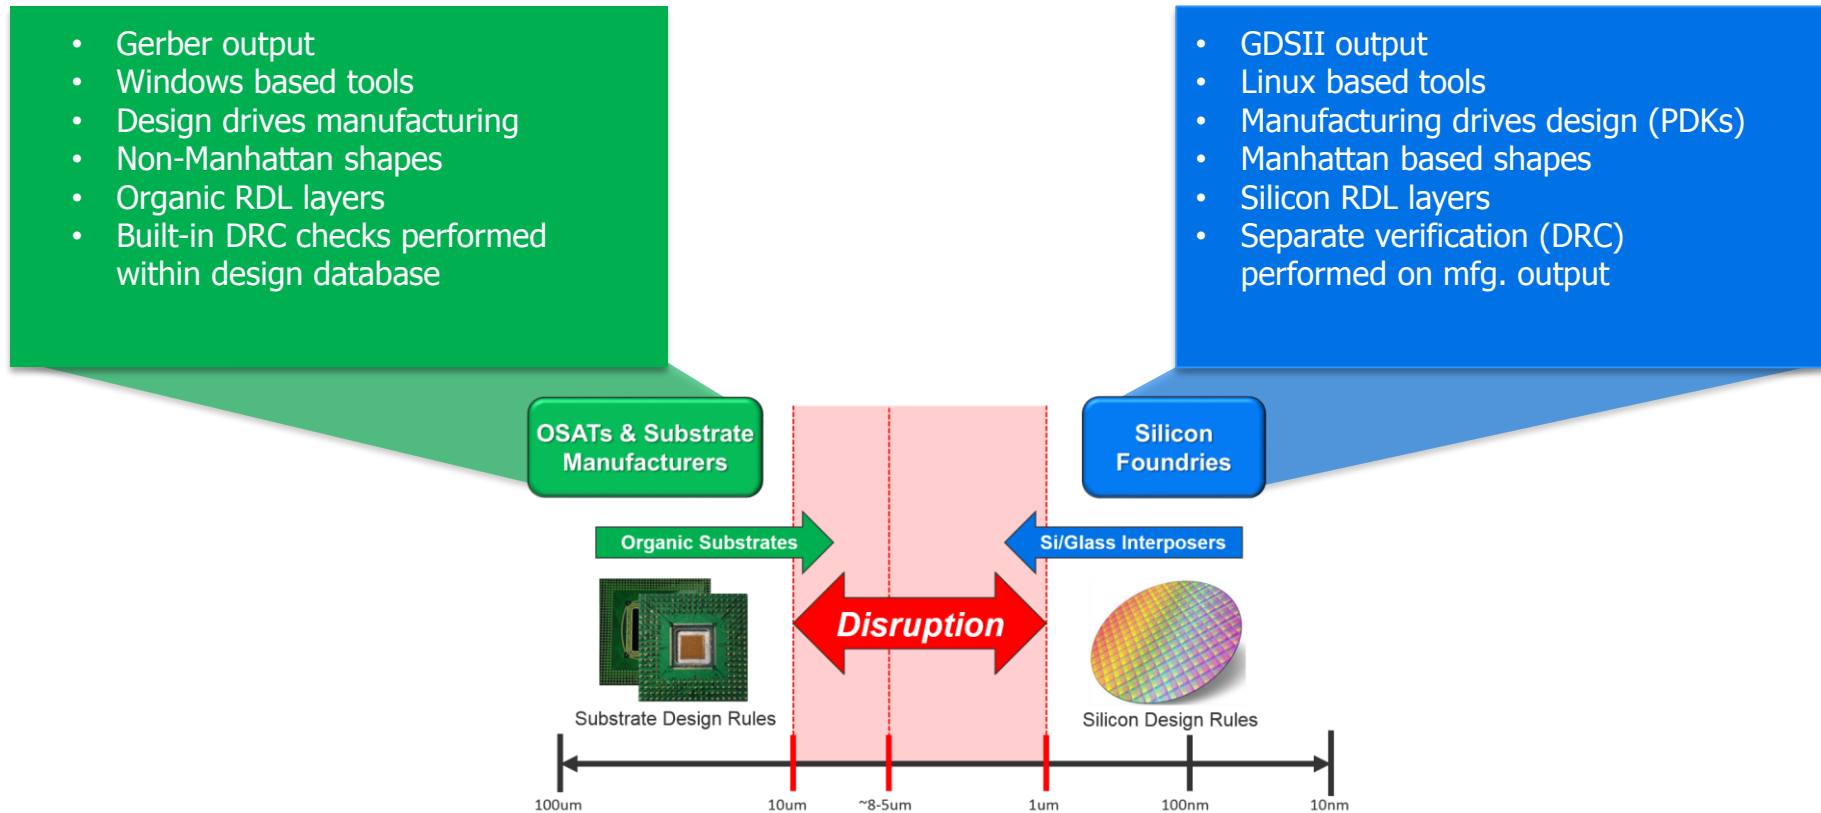 • Gerber output
• Windows based tools
• Design drives manufacturing
• Non-Manhattan shapes
• Organic RDL layers
• Built-in DRC checks performed
within design database
• GDSII output
• Linux based tools
• Manufacturing drives design (PDKs)
• Manhattan based shapes
• Silicon RDL layers
• Separate verification (DRC)
performed on mfg. output
OSATs & Substrate
Manufacturers
Silicon
Foundries
Organic Substrates
Si/Glass Interposers
Disruption
Substrate Design Rules
Silicon Design Rules
100um
10um
~8-5um
1um
100nm
10nm